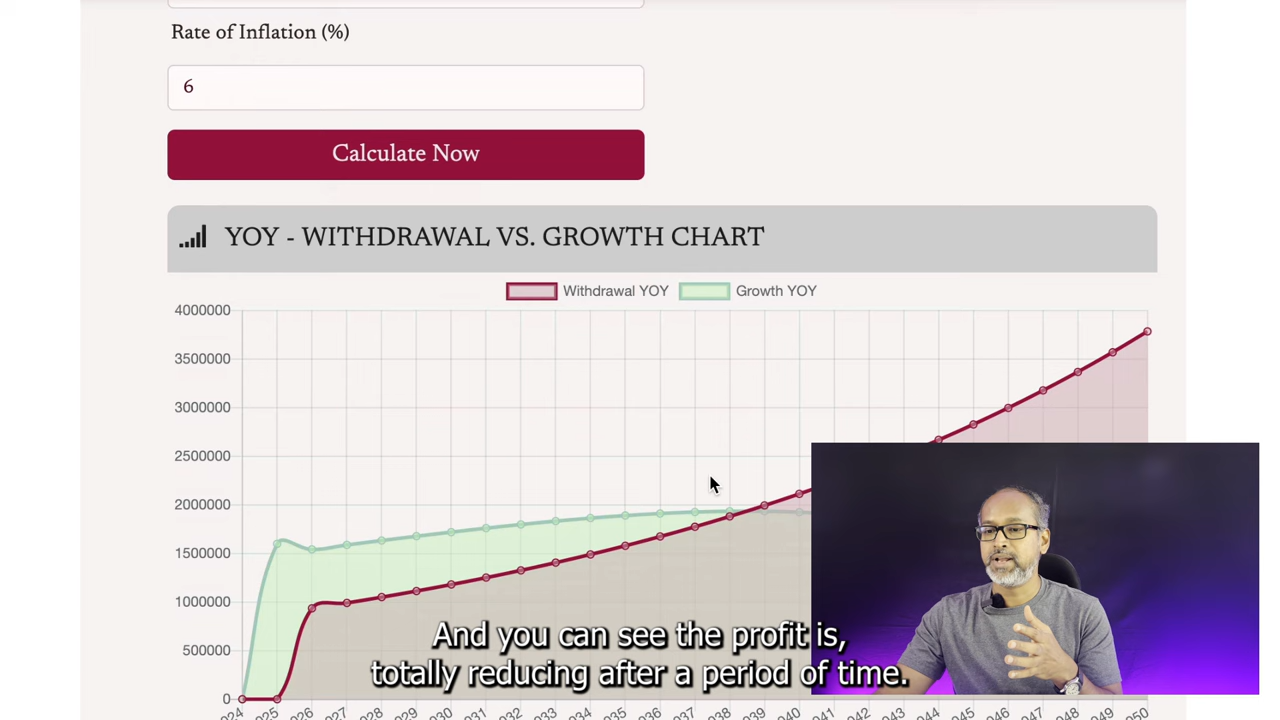 Rate of Inflation (%)
6
Calculate Now
YOY - WITHDRAWAL VS. GROWTH CHART
Withdrawal YOY Growth YOY
4000000
3500000
3000000
2500000
2000000
1500000
1000000
500000
0
And you can see the profit is,
totally reducing after a period of time.